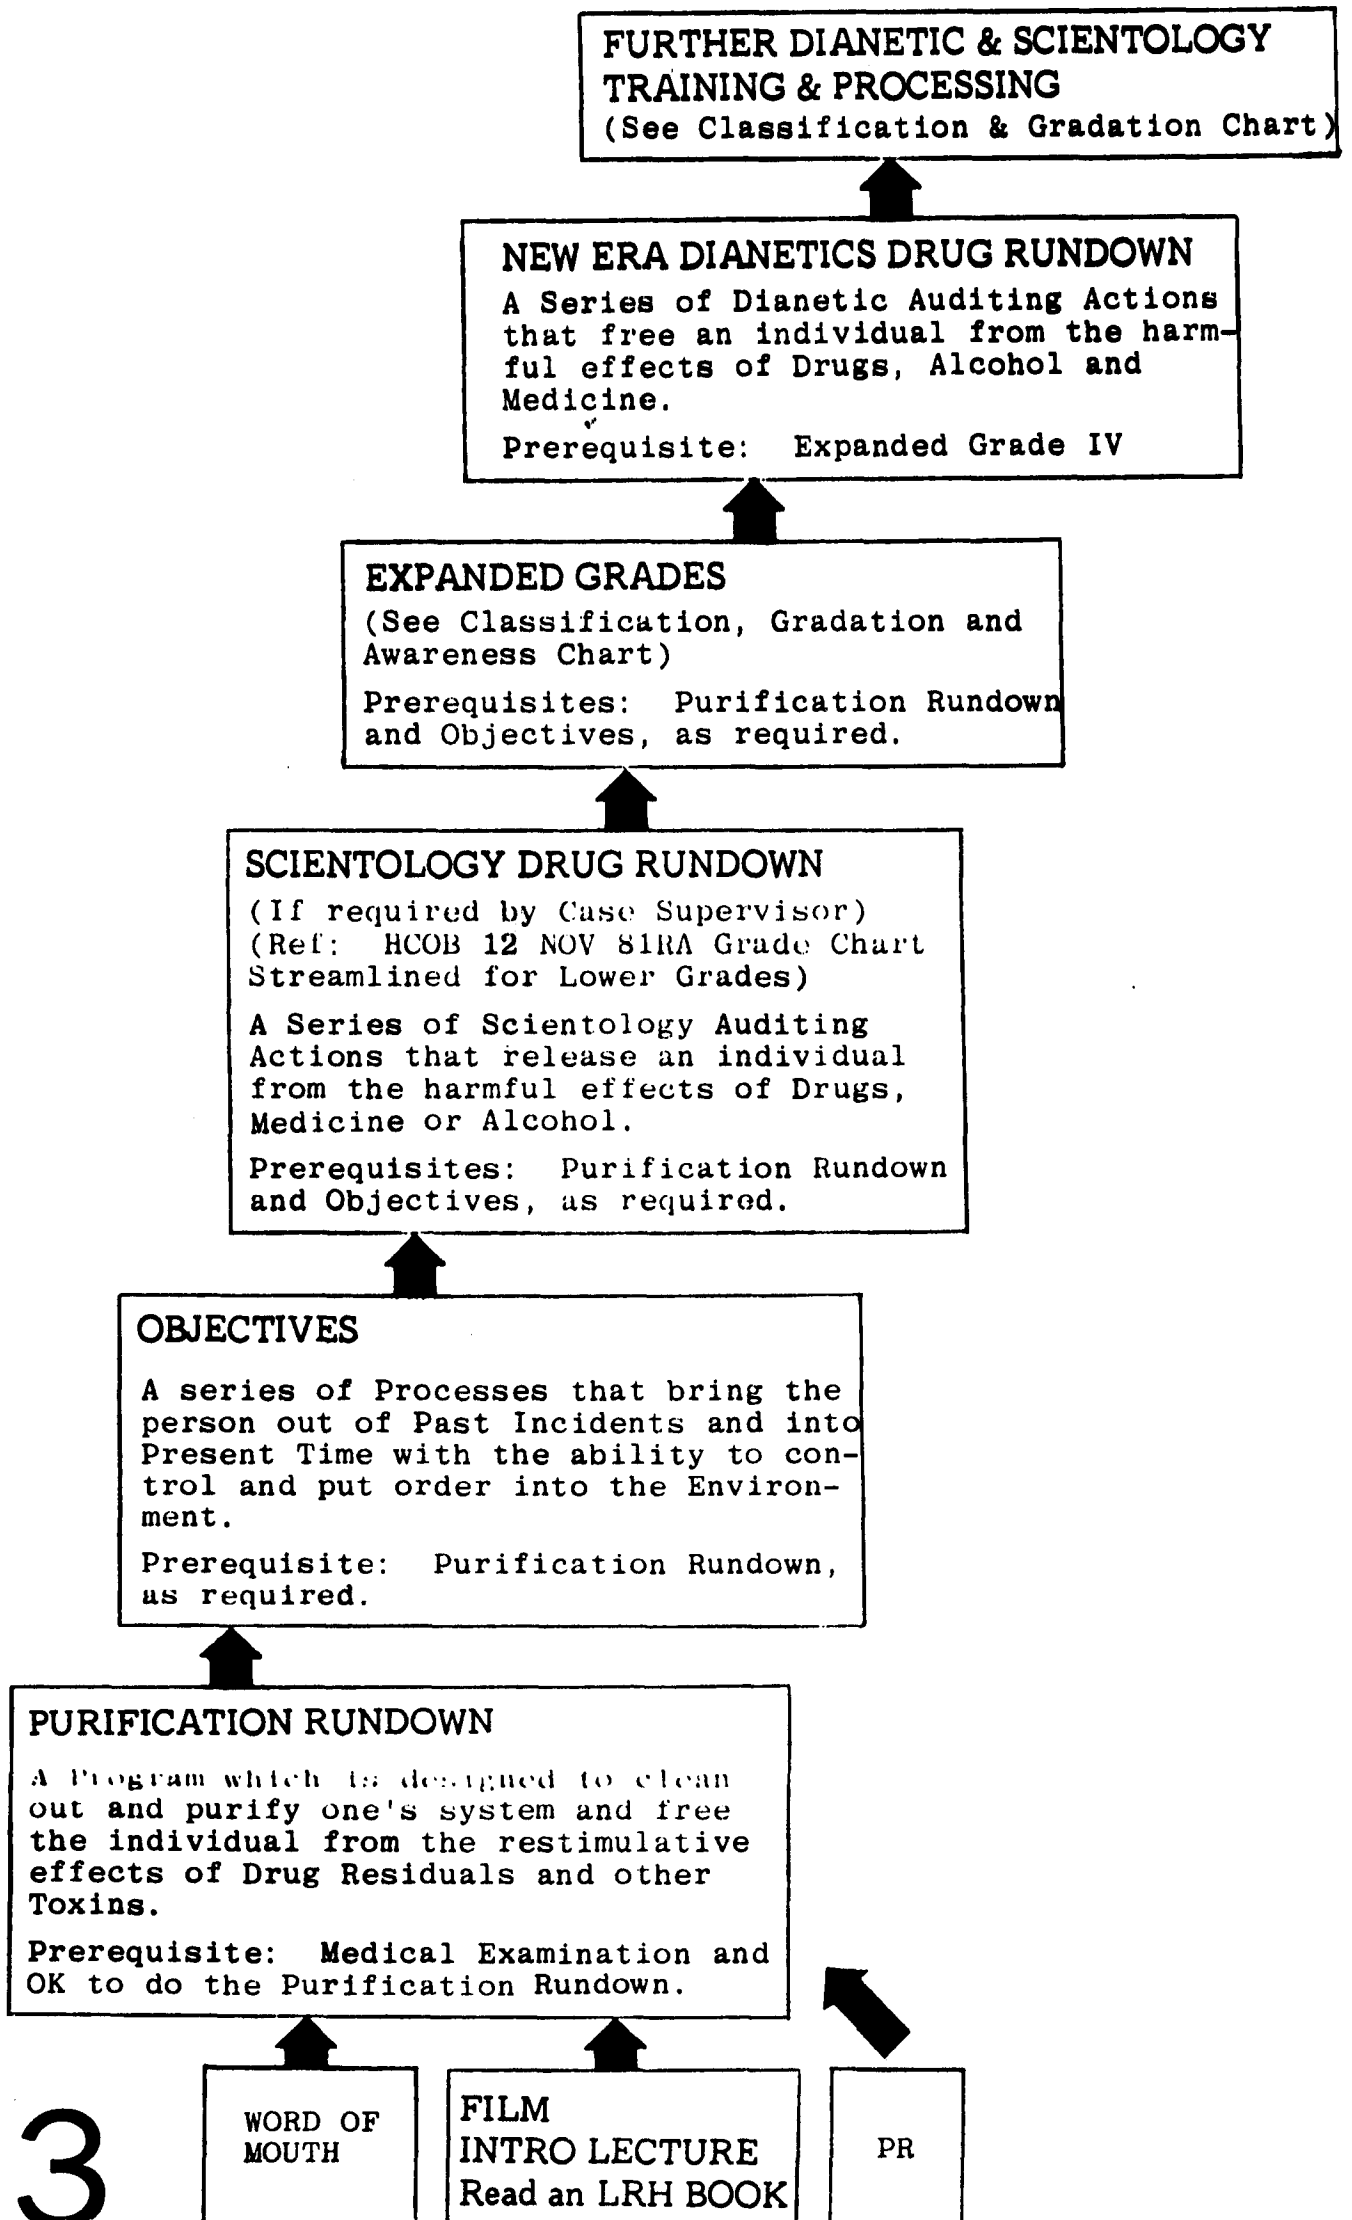 FURTHER DIANETIC & SCIENTOLOGY
TRAINING & PROCESSING
(See Classification & Gradation Chart)
NEW ERA DIANETICS DRUG RUNDOWN
A Series of Dianetic Auditing Actions
that free an individual from the harm-
ful effects of Drugs, Alcohol and
Medicine.
Prerequisite: Expanded Grade IV
EXPANDED GRADES
(See Classification, Gradation and
Awareness Chart)
Prerequisites: Purification Rundown
and Objectives, as required.
SCIENTOLOGY DRUG RUNDOWN
(If required by Case Supervisor)
(Ref: HCOB 12 NOV 81RA Grade Chart
Streamlined for Lower Grades)
A Series of Scientology Auditing
Actions that release an individual
from the harmful effects of Drugs,
Medicine or Alcohol.
Prerequisites: Purification Rundown
and Objectives, as required.
OBJECTIVES
A series of Processes that bring the
person out of Past Incidents and into
Present Time with the ability to con-
trol and put order into the Environ-
ment.
Prerequisite: Purification Rundown,
as required.
PURIFICATION RUNDOWN
A Program which is designed to clean
out and purify one's system and free
the individual from the restimulative
effects of Drug Residuals and other
Toxins.
Prerequisite: Medical Examination and
OK to do the Purification Rundown.
3
WORD OF
MOUTH
FILM
INTRO LECTURE
Read an LRH BOOK
PR